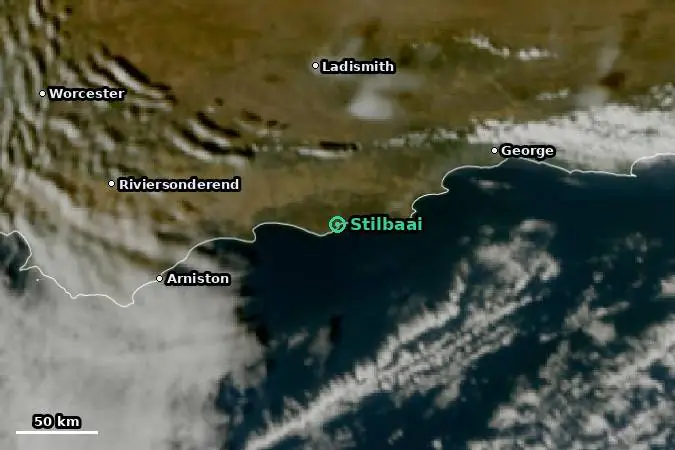 Ladismith
Worcester
George
Riviersonderend
Stilbaai
Arniston
50 km